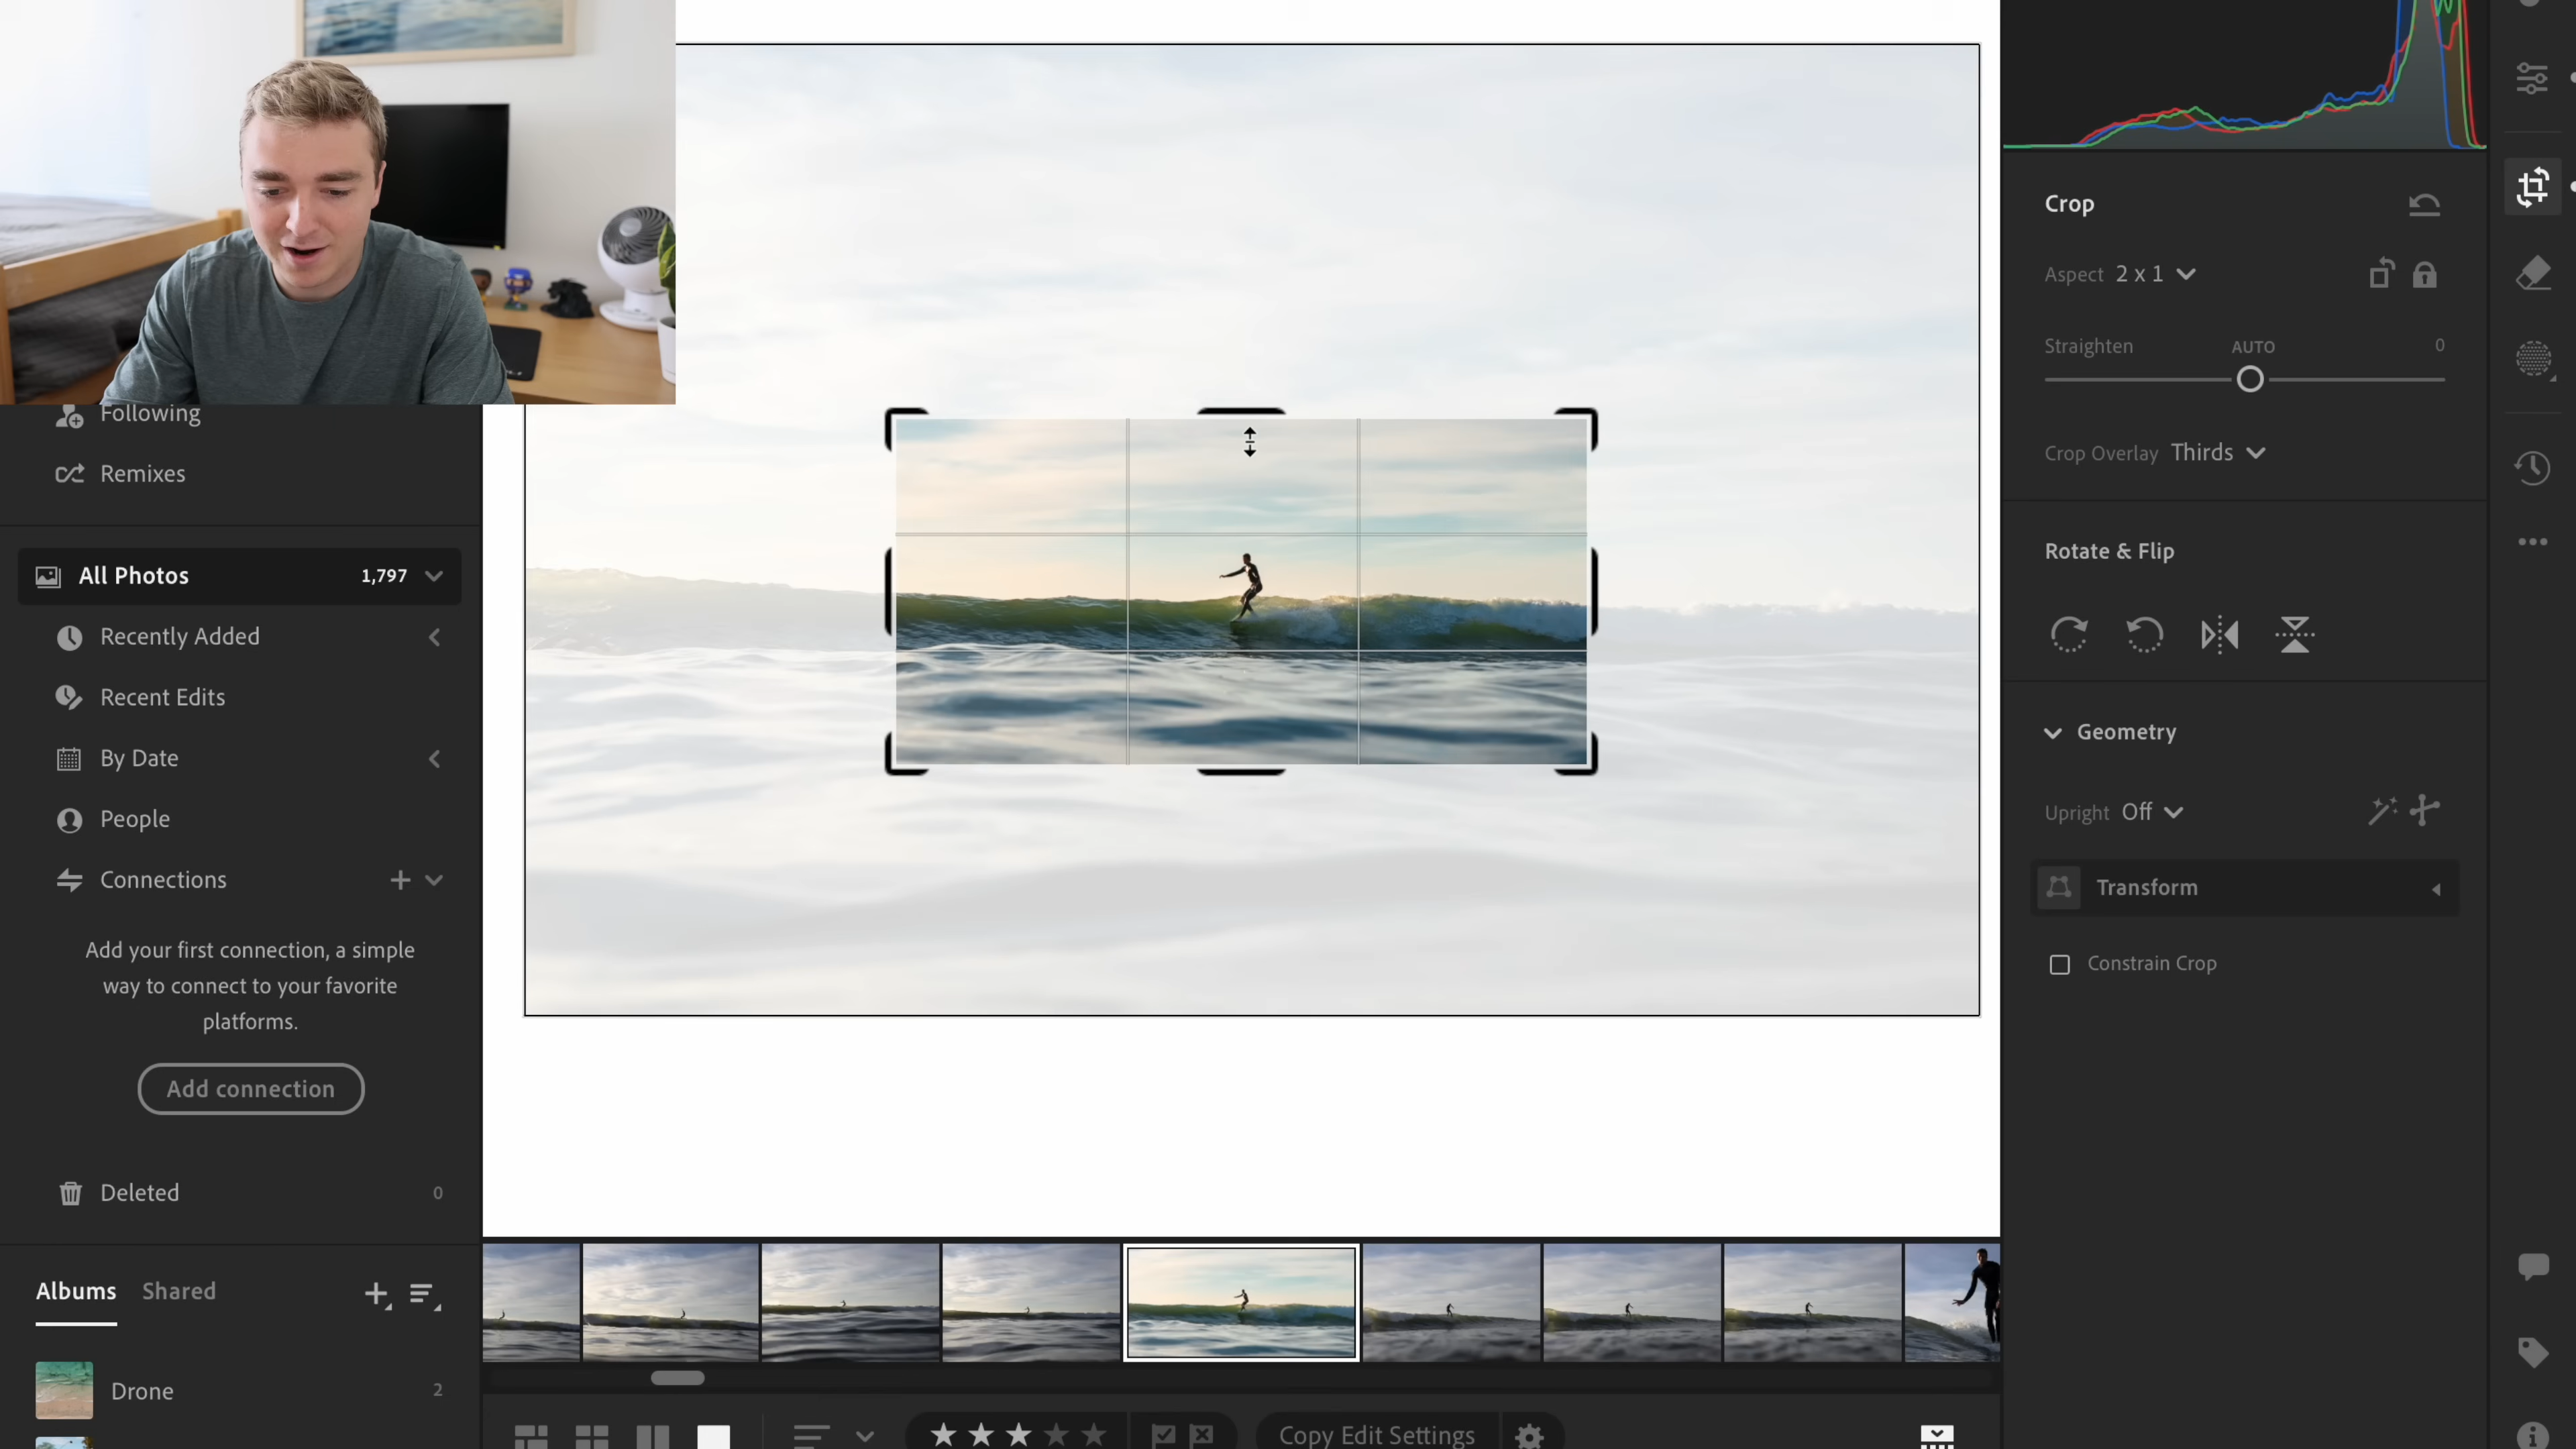 Following
Remixes
All Photos 1,797
Recently Added
Recent Edits
By Date
People
Connections
Add your first connection, a simple
way to connect to your favorite
platforms.
Add connection
Deleted 0
Albums Shared
Drone 2
Copy Edit Settings
Crop
Aspect 2 x 1
Straighten AUTO 0
Crop Overlay Thirds
Rotate & Flip
Geometry
Upright Off
Transform
Constrain Crop